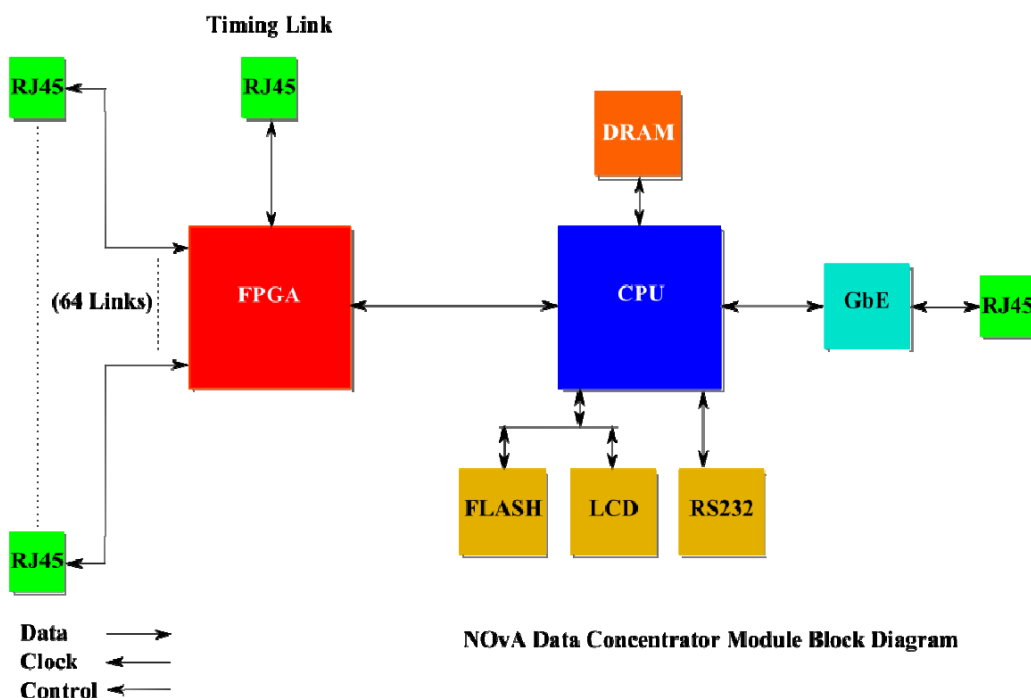 Timing Link
RJ45
RJ45
DRAM
(64 Links)
FPGA
CPU
GbE
RJ45
FLASH
LCD
RS232
RJ45
Data
Clock
Control
NOvA Data Concentrator Module Block Diagram